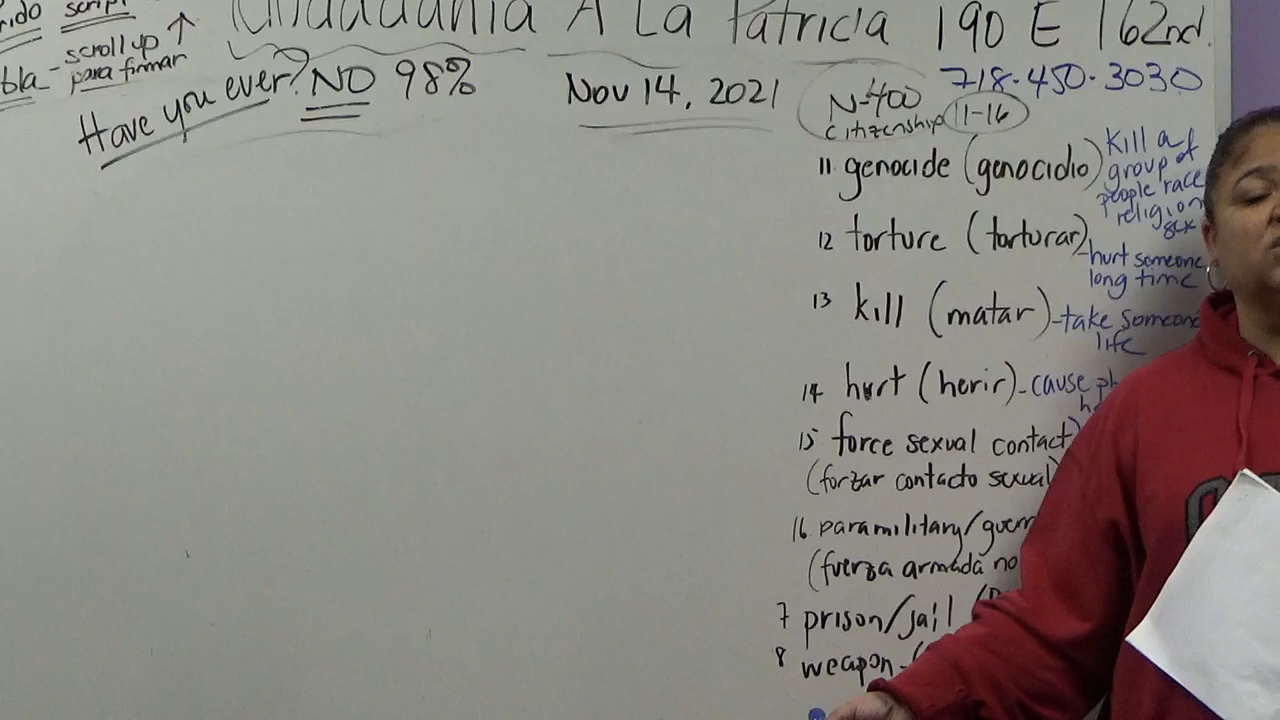 script
scroll up ↑
para firmar
Ciudadanía A La Patricia 190 E 162nd.
Have you ever? NO 98%
Nov 14, 2021
718-450-3030
N-400
Citizenship 11-16
11 genocide (genocidio) Kill a
group of
people race
religion
sex
12 torture (torturar) - hurt someone
long time
13 kill (matar) - take someone
life
14 hurt (herir) - cause
15 force sexual contact)
(forzar contacto sexual)
16 paramilitary/
(fuerza armada no
7 prison/jail
8 weapon-